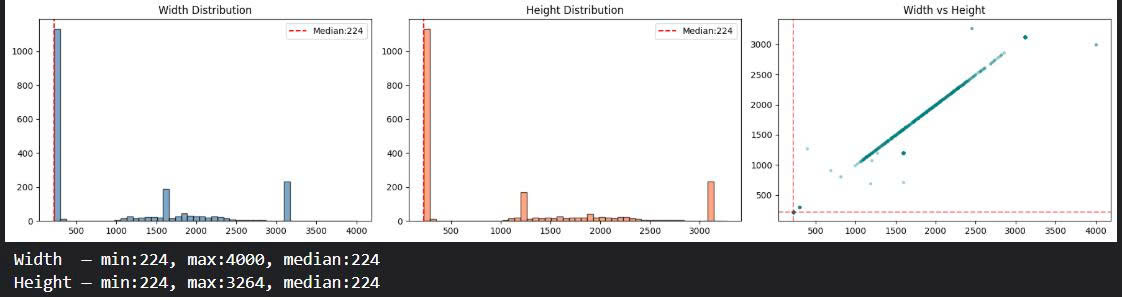 Width Distribution
Median:224
1000
800
600
400
200
0
500 1000 1500 2000 2500 3000 3500 4000
Height Distribution
Median:224
1000
800
600
400
200
0
500 1000 1500 2000 2500 3000
Width vs Height
3000
2500
2000
1500
1000
500
500 1000 1500 2000 2500 3000 3500 4000
Width – min:224, max:4000, median:224
Height – min:224, max:3264, median:224